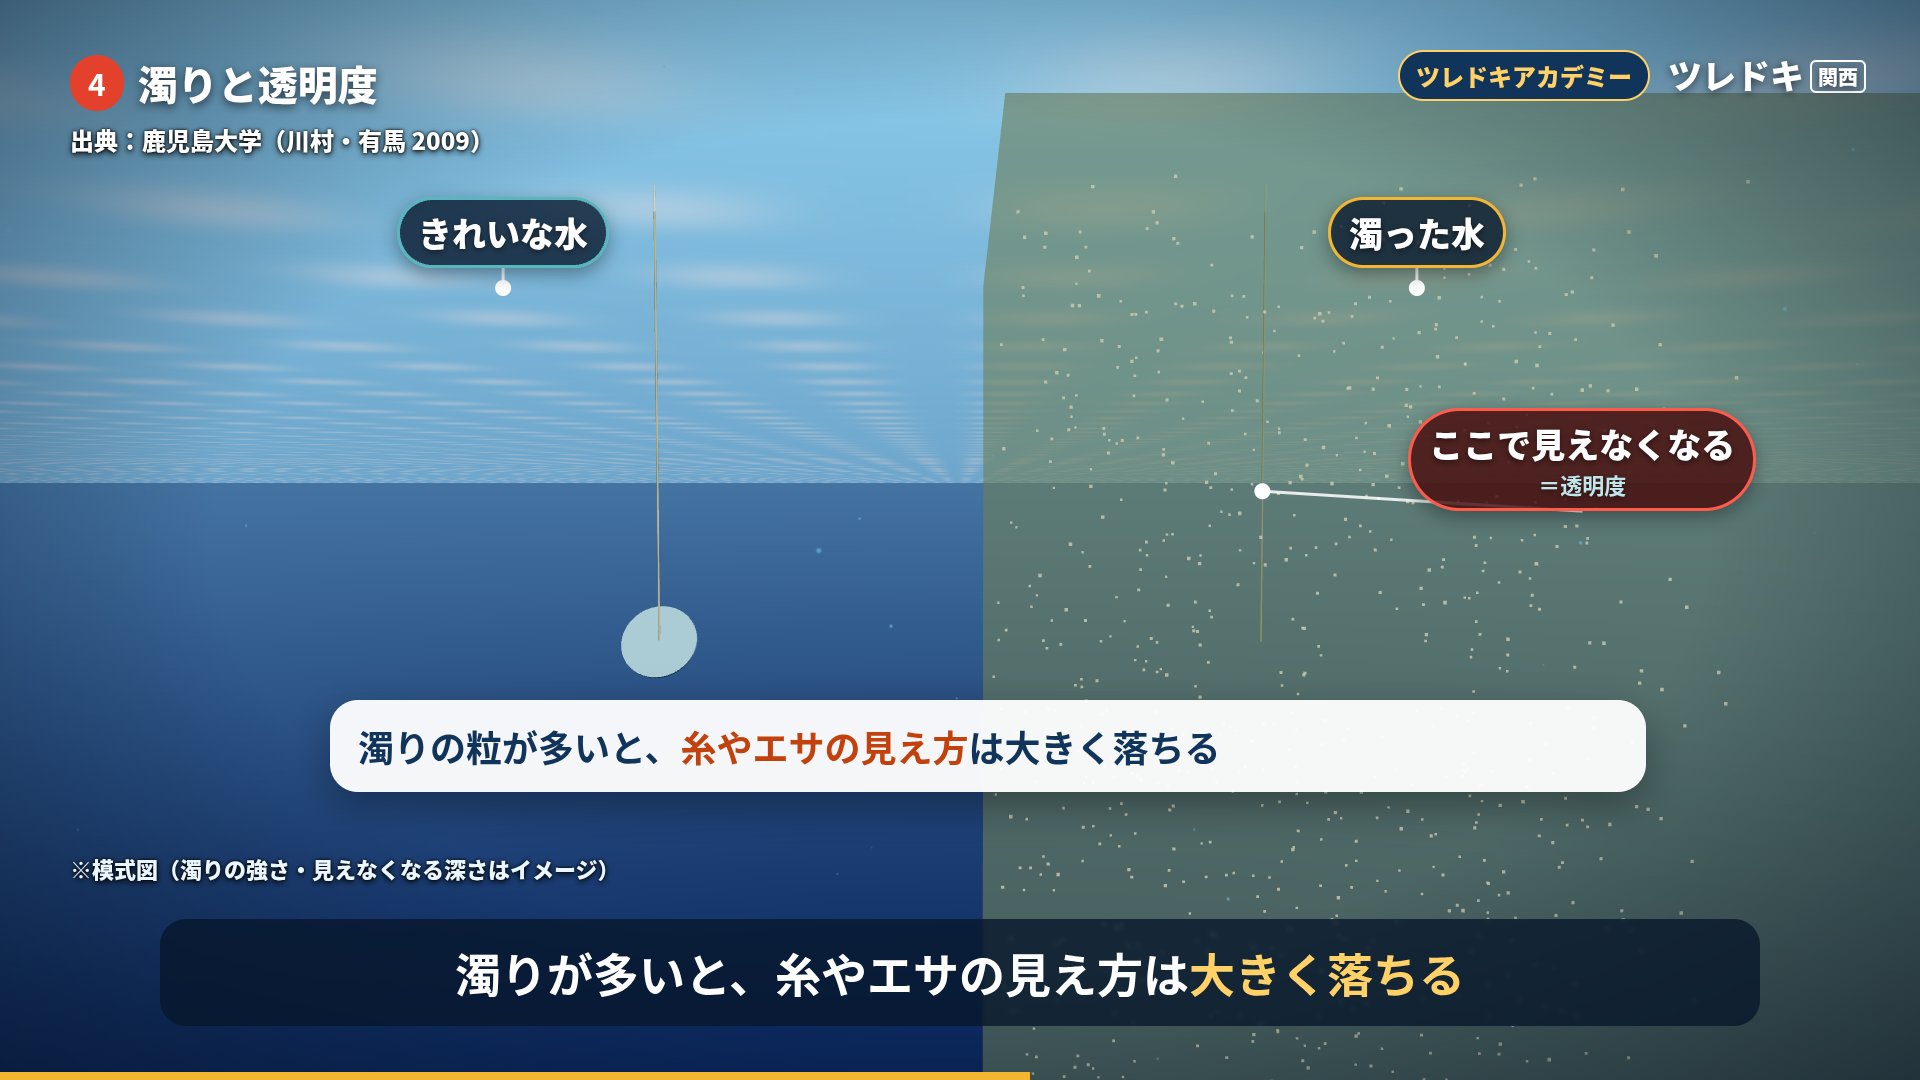 4 濁りと透明度
出典：鹿児島大学（川村・有馬 2009）
ツレドキアカデミー
ツレドキ 関西
きれいな水
濁った水
ここで見えなくなる
＝透明度
濁りの粒が多いと、糸やエサの見え方は大きく落ちる
※模式図（濁りの強さ・見えなくなる深さはイメージ）
濁りが多いと、糸やエサの見え方は大きく落ちる